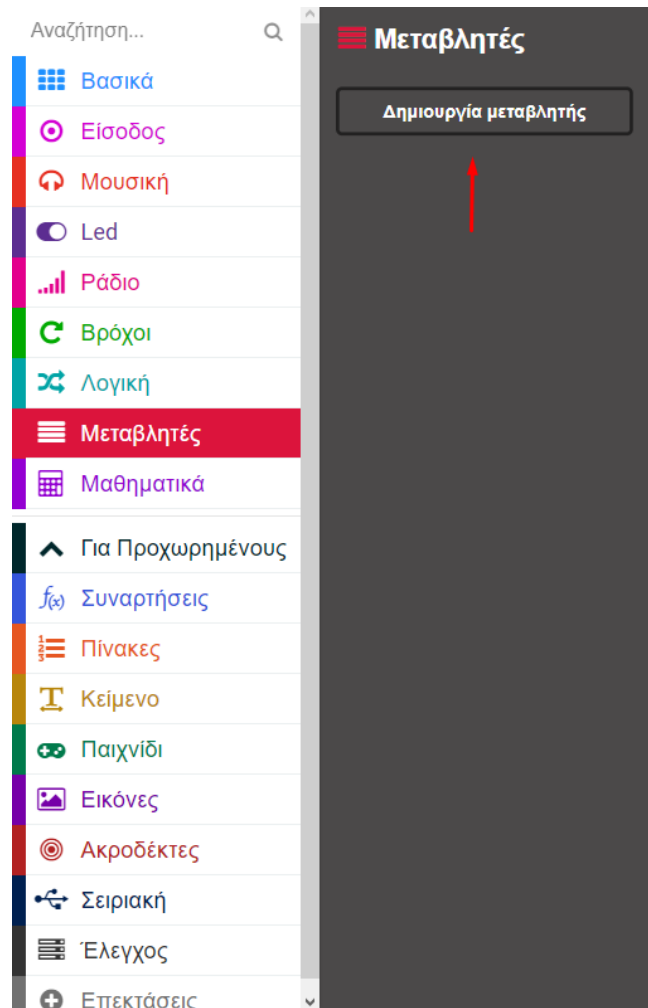 Αναζήτηση...
Βασικά
Είσοδος
Μουσική
Led
Ράδιο
Βρόχοι
Λογική
Μεταβλητές
Μαθηματικά
Για Προχωρημένους
f(x) Συναρτήσεις
Πίνακες
Κείμενο
Παιχνίδι
Εικόνες
Ακροδέκτες
Σειριακή
Έλεγχος
Επεκτάσεις
Μεταβλητές
Δημιουργία μεταβλητής